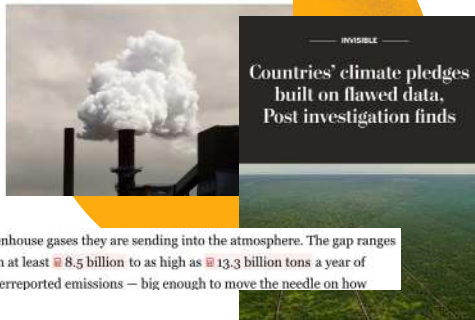 INVISIBLE
Countries' climate pledges
built on flawed data,
Post investigation finds
enhouse gases they are sending into the atmosphere. The gap ranges
at least 8.5 billion to as high as 13.3 billion tons a year of
erreported emissions — big enough to move the needle on how